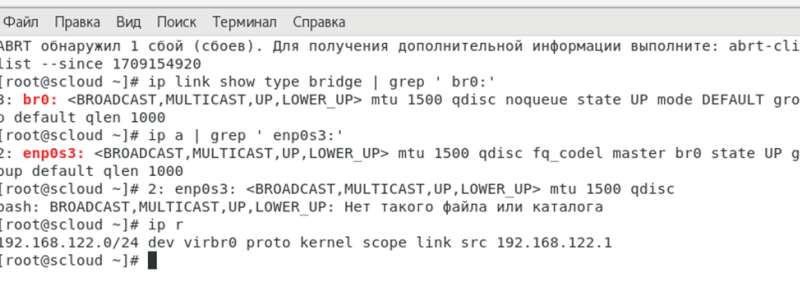 Файл Правка Вид Поиск Терминал Справка
ABRT обнаружил 1 сбой (сбоев). Для получения дополнительной информации выполните: abrt-cli
list --since 1709154920
[root@scloud ~]# ip link show type bridge | grep ' br0:'
3: br0: <BROADCAST,MULTICAST,UP,LOWER_UP> mtu 1500 qdisc noqueue state UP mode DEFAULT gro
p default qlen 1000
[root@scloud ~]# ip a | grep ' enp0s3:'
2: enp0s3: <BROADCAST,MULTICAST,UP,LOWER_UP> mtu 1500 qdisc fq_codel master br0 state UP g
oup default qlen 1000
[root@scloud ~]# 2: enp0s3: <BROADCAST,MULTICAST,UP,LOWER_UP> mtu 1500 qdisc
bash: BROADCAST,MULTICAST,UP,LOWER_UP: Нет такого файла или каталога
[root@scloud ~]# ip r
192.168.122.0/24 dev virbr0 proto kernel scope link src 192.168.122.1
[root@scloud ~]#